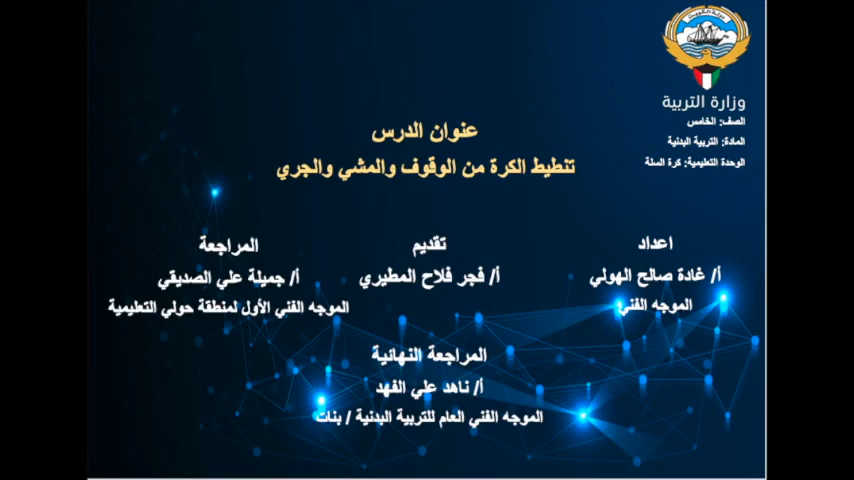 وزارة التربية
الصف: الخامس
المادة: التربية البدنية
الوحدة التعليمية: كرة السلة
عنوان الدرس
تنطيط الكرة من الوقوف والمشي والجري
اعداد
أ/ غادة صالح الهولي
الموجه الفني
تقديم
أ/ فجر فلاح المطيري
المراجعة
أ/ جميلة علي الصديقي
الموجه الفني الأول لمنطقة حولي التعليمية
المراجعة النهائية
أ/ ناهد علي الفهد
الموجه الفني العام للتربية البدنية / بنات